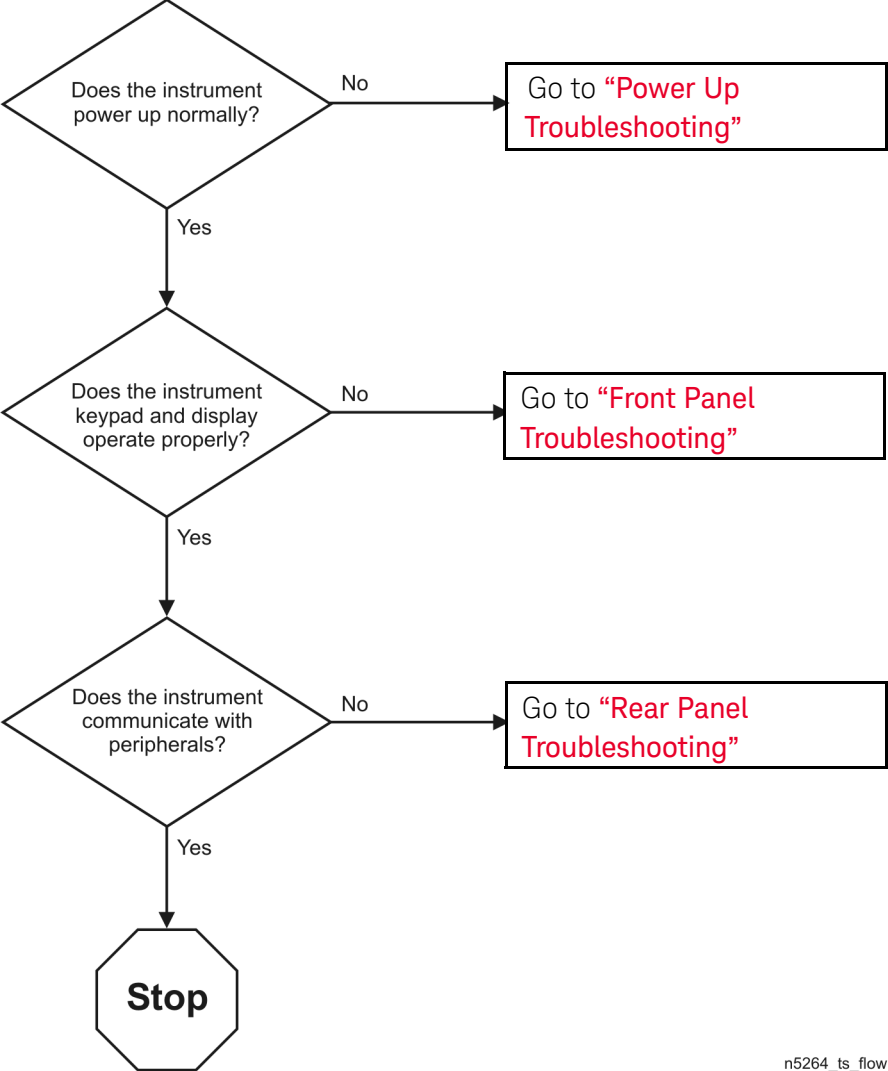 Does the instrument
power up normally?
No
Go to “Power Up
Troubleshooting”
Yes
Does the instrument
keypad and display
operate properly?
No
Go to “Front Panel
Troubleshooting”
Yes
Does the instrument
communicate with
peripherals?
No
Go to “Rear Panel
Troubleshooting”
Yes
Stop
n5264_ts_flow